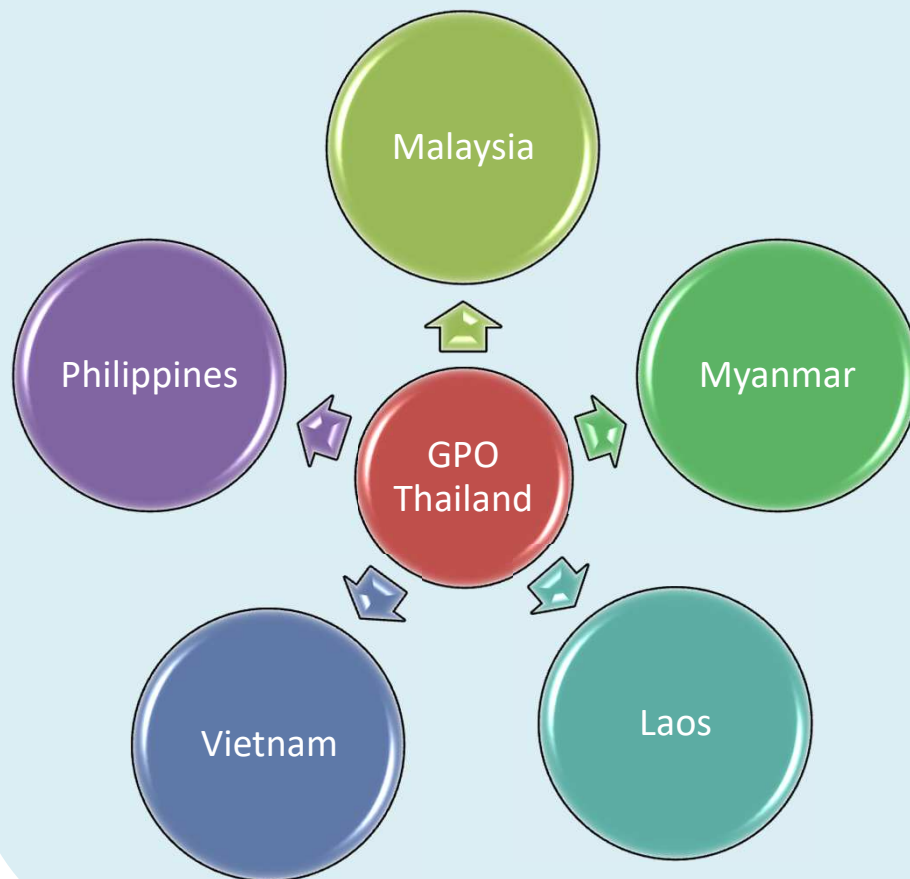 Malaysia
Philippines
Myanmar
GPO
Thailand
Vietnam
Laos